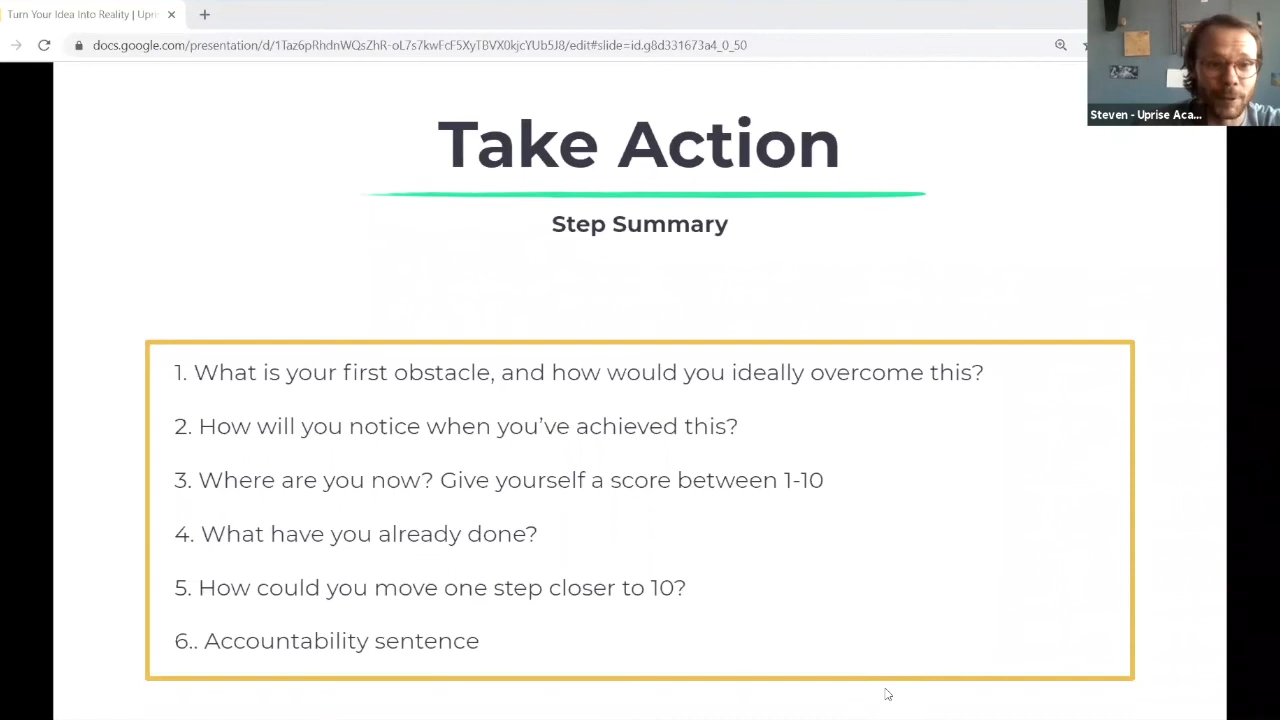 Turn Your Idea Into Reality | Upri
docs.google.com/presentation/d/1Taz6pRhdnWQsZhR-oL7s7kwFcF5XyTBVX0kjcYUb5J8/edit#slide=id.g8d331673a4_0_50
Steven - Uprise Aca...
Take Action
Step Summary
1. What is your first obstacle, and how would you ideally overcome this?
2. How will you notice when you’ve achieved this?
3. Where are you now? Give yourself a score between 1-10
4. What have you already done?
5. How could you move one step closer to 10?
6.. Accountability sentence